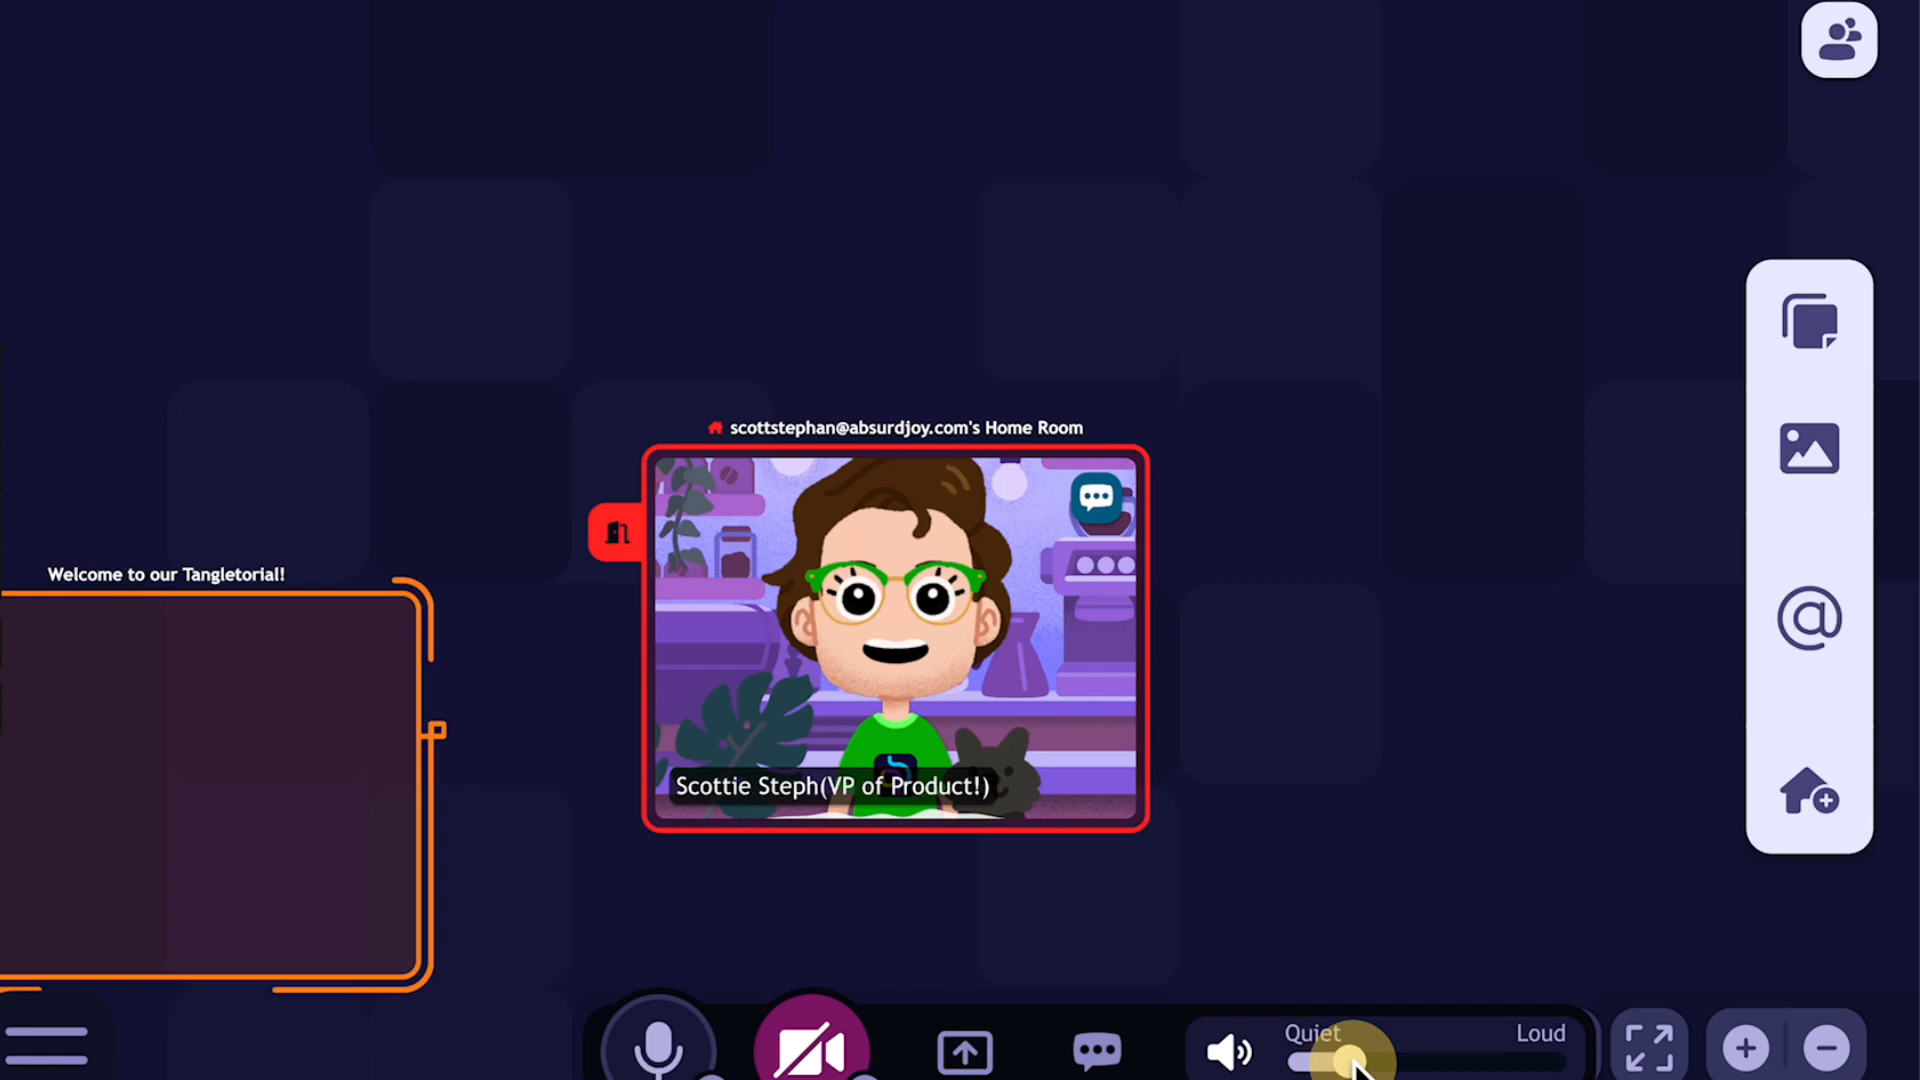 scottstephan@absurdjoy.com's Home Room
Welcome to our Tangletorial!
Scottie Steph(VP of Product!)
Quiet
Loud